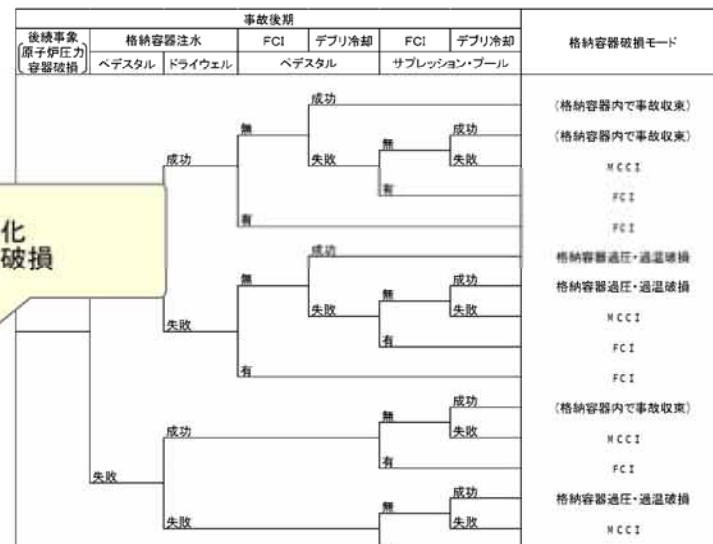 事故後期
後続事象 格納容器注水 FCI デブリ冷却 FCI デブリ冷却 格納容器破損モード
原子炉圧力
容器破損
ペデスタル ドライウェル ペデスタル サプレッション・プール
成功 (格納容器内で事故収束)
無 成功 (格納容器内で事故収束)
無
成功 失敗 失敗 MCCI
有 FCI
有 FCI
化
破損
成功 格納容器過圧・過温破損
無 成功 格納容器過圧・過温破損
無
失敗 失敗 失敗 MCCI
有 FCI
有 FCI
成功 (格納容器内で事故収束)
無
成功 失敗 MCCI
有 FCI
失敗
成功 格納容器過圧・過温破損
無
失敗 失敗 MCCI